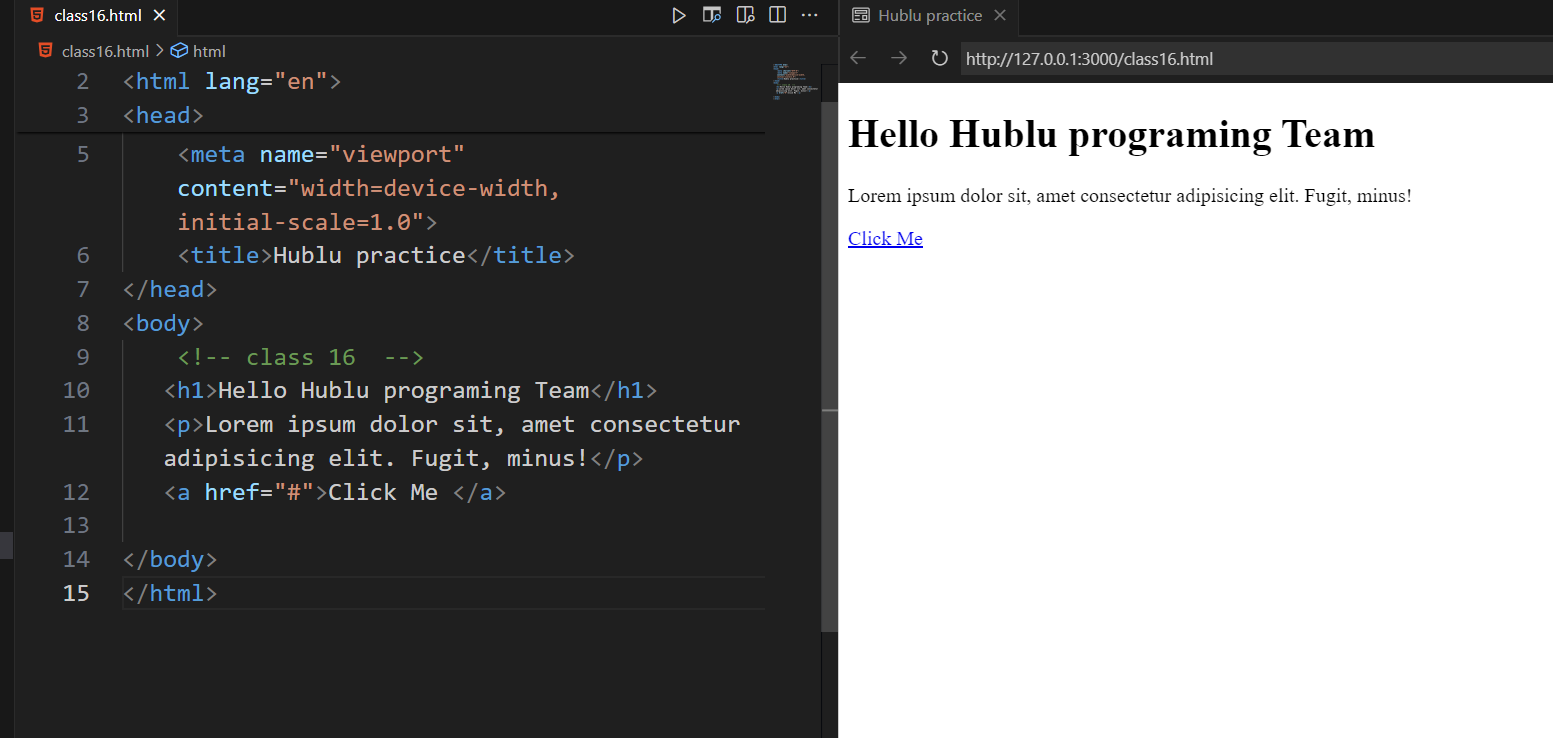 class16.html
class16.html > html
2 <html lang="en">
3 <head>
5 <meta name="viewport"
content="width=device-width,
initial-scale=1.0">
6 <title>Hublu practice</title>
7 </head>
8 <body>
9 <!-- class 16  -->
10 <h1>Hello Hublu programing Team</h1>
11 <p>Lorem ipsum dolor sit, amet consectetur
adipisicing elit. Fugit, minus!</p>
12 <a href="#">Click Me </a>
13
14 </body>
15 </html>
Hublu practice
http://127.0.0.1:3000/class16.html
Hello Hublu programing Team
Lorem ipsum dolor sit, amet consectetur adipisicing elit. Fugit, minus!
Click Me